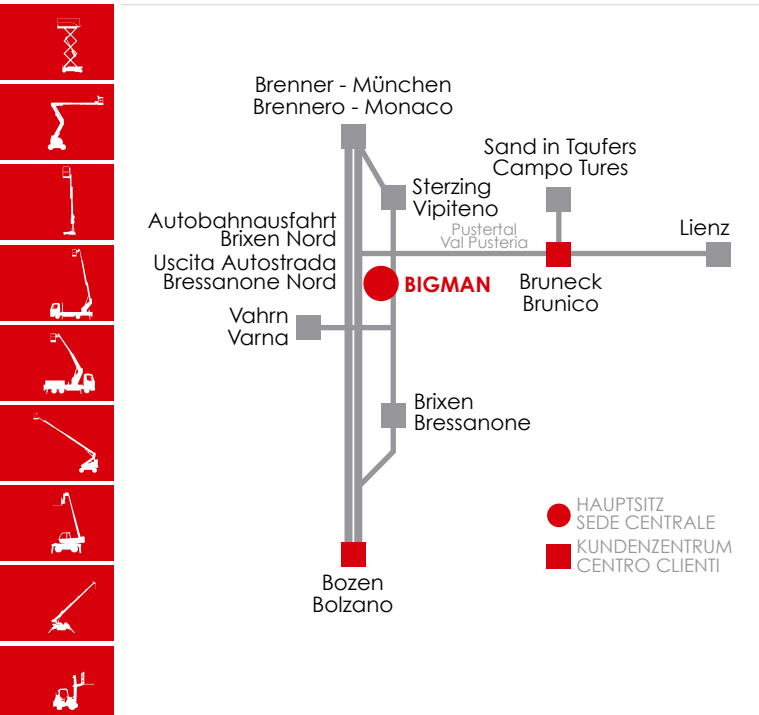 Brenner - München
Brennero - Monaco
Sand in Taufers
Campo Tures
Sterzing
Vipiteno
Autobahnausfahrt
Brixen Nord
Uscita Autostrada
Bressanone Nord
Pustertal
Val Pusteria
Lienz
BIGMAN
Bruneck
Brunico
Vahrn
Varna
Brixen
Bressanone
HAUPTSITZ
SEDE CENTRALE
KUNDENZENTRUM
CENTRO CLIENTI
Bozen
Bolzano